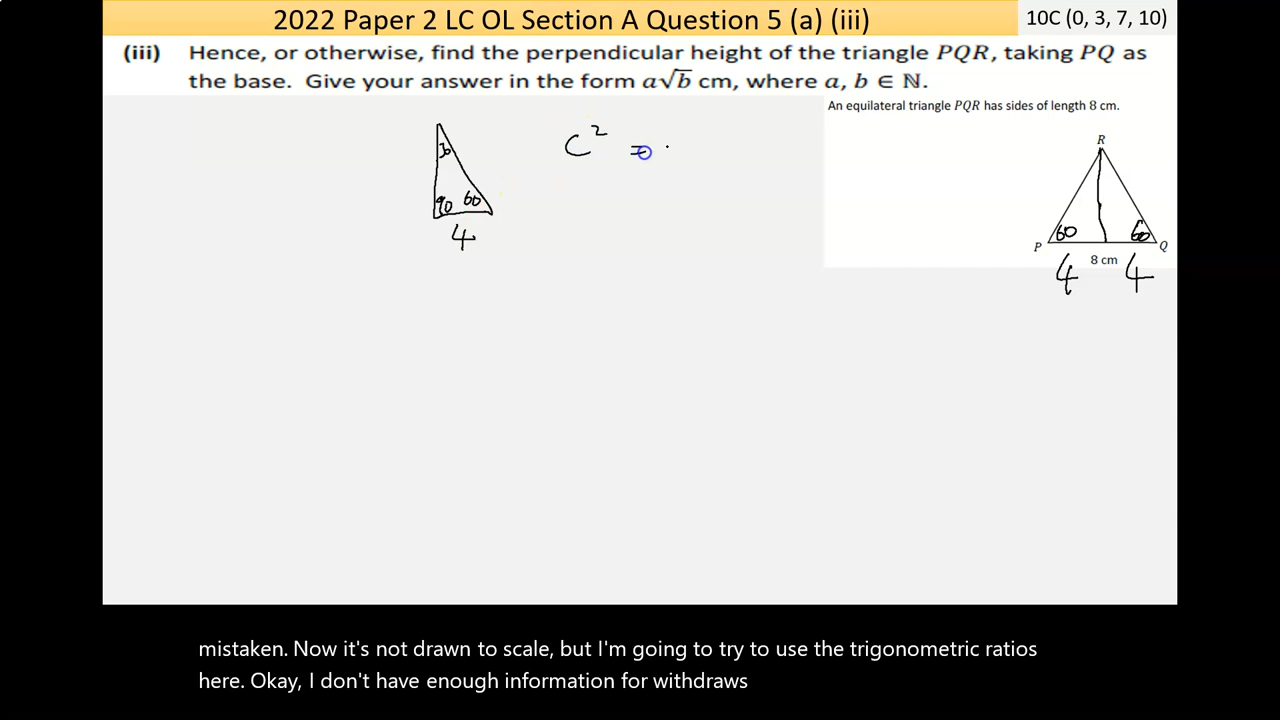 2022 Paper 2 LC OL Section A Question 5 (a) (iii)
10C (0, 3, 7, 10)
(iii) Hence, or otherwise, find the perpendicular height of the triangle PQR, taking PQ as
the base. Give your answer in the form a√b cm, where a, b ∈ ℕ.
An equilateral triangle PQR has sides of length 8 cm.
30
90 60
4
C² =
R
60 60
P Q
8 cm
4 4
mistaken. Now it's not drawn to scale, but I'm going to try to use the trigonometric ratios
here. Okay, I don't have enough information for withdraws